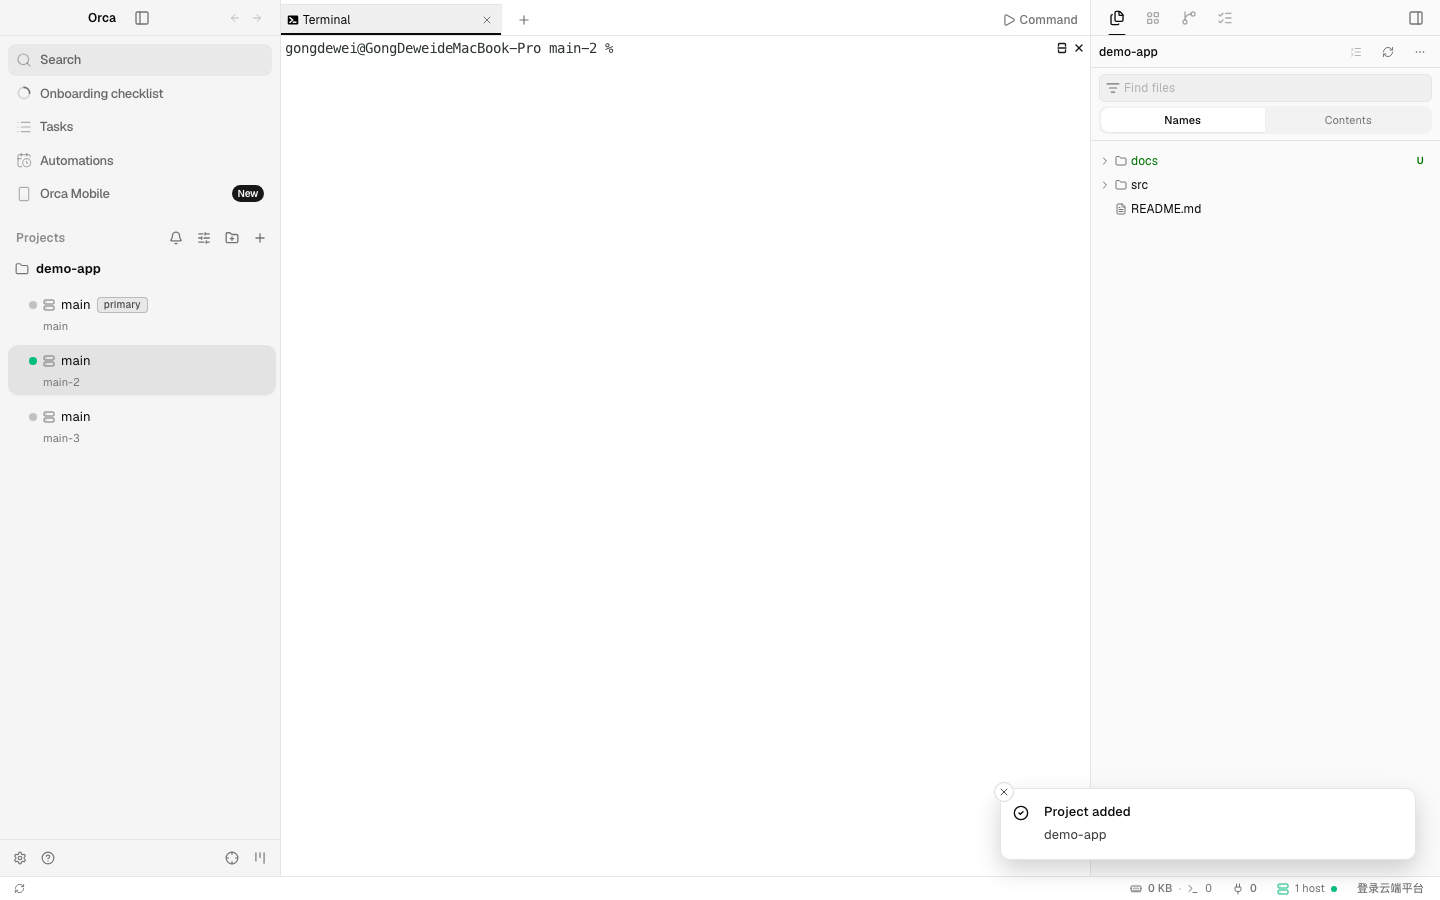 Orca
Terminal
Command
Search
Onboarding checklist
Tasks
Automations
Orca Mobile
New
Projects
demo-app
main primary
main
main
main-2
main
main-3
gongdewei@GongDeweideMacBook-Pro main-2 %
demo-app
Find files
Names
Contents
docs
U
src
README.md
Project added
demo-app
0 KB · 0
0
1 host
登录云端平台